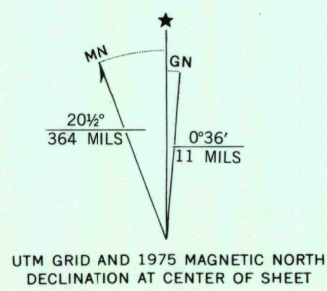 MN
GN
20½°
364 MILS
0°36′
11 MILS
UTM GRID AND 1975 MAGNETIC NORTH
DECLINATION AT CENTER OF SHEET